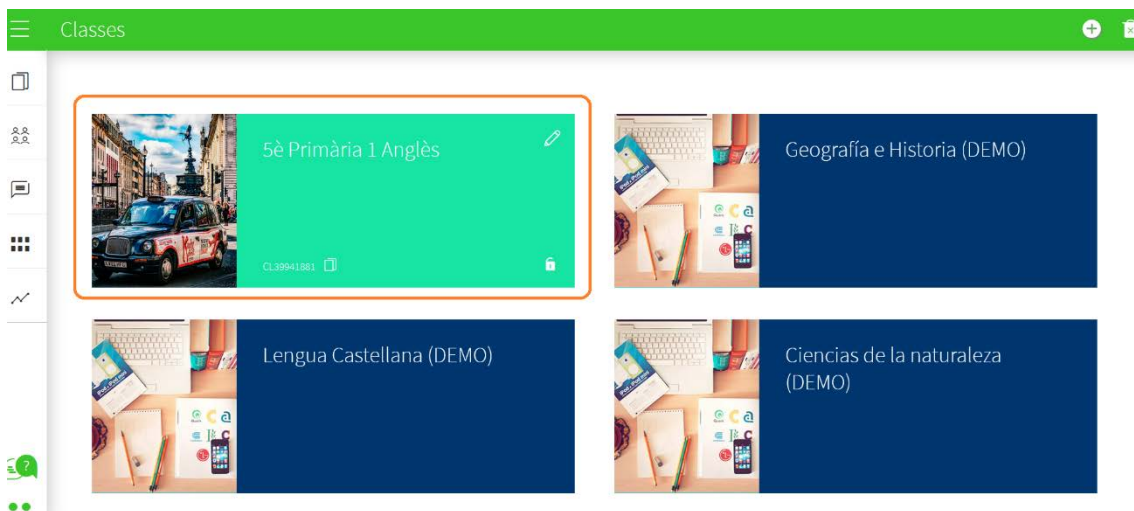 Classes
5è Primària 1 Anglès
CL39941881
Geografía e Historia (DEMO)
Lengua Castellana (DEMO)
Ciencias de la naturaleza
(DEMO)
?